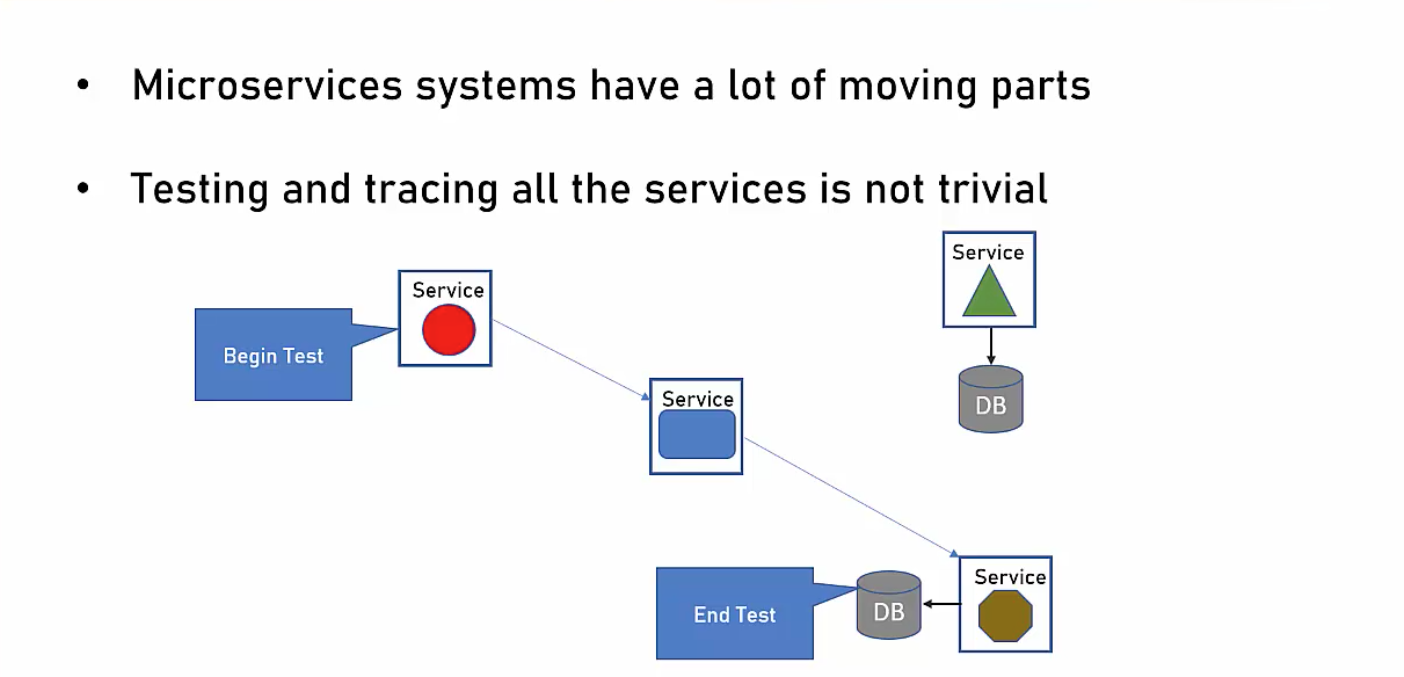 • Microservices systems have a lot of moving parts
• Testing and tracing all the services is not trivial
Service
Service
Begin Test
Service
DB
Service
End Test
DB